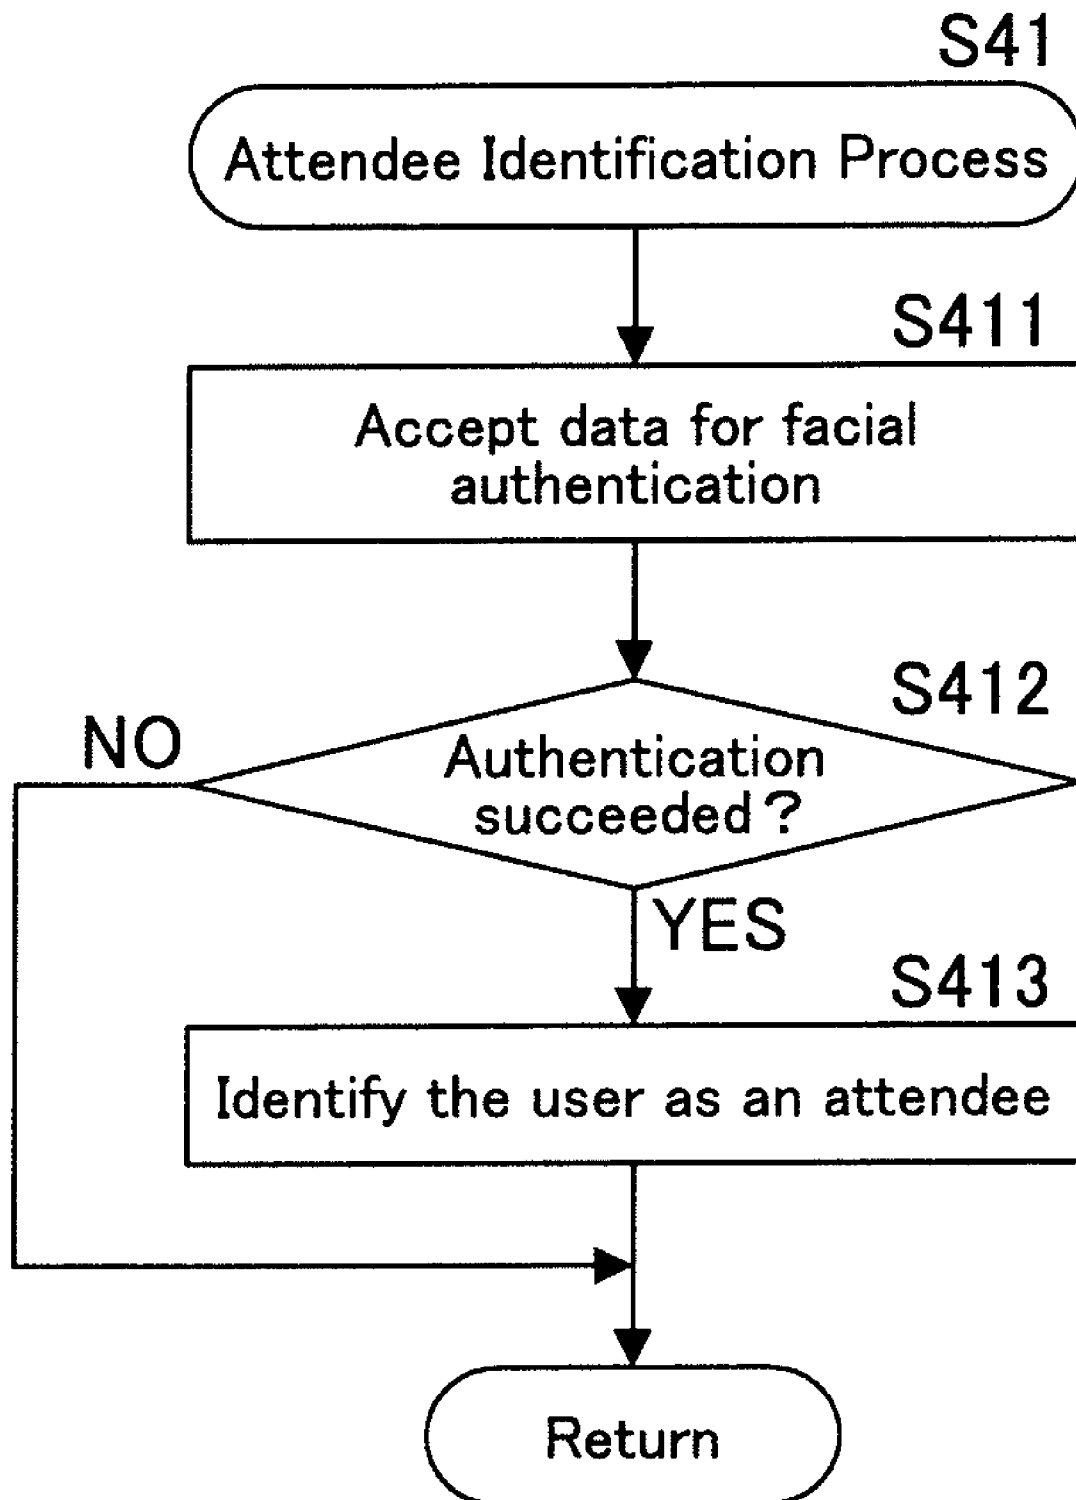 S41
Attendee Identification Process
S411
Accept data for facial
authentication
S412
NO
Authentication
succeeded?
YES
S413
Identify the user as an attendee
Return